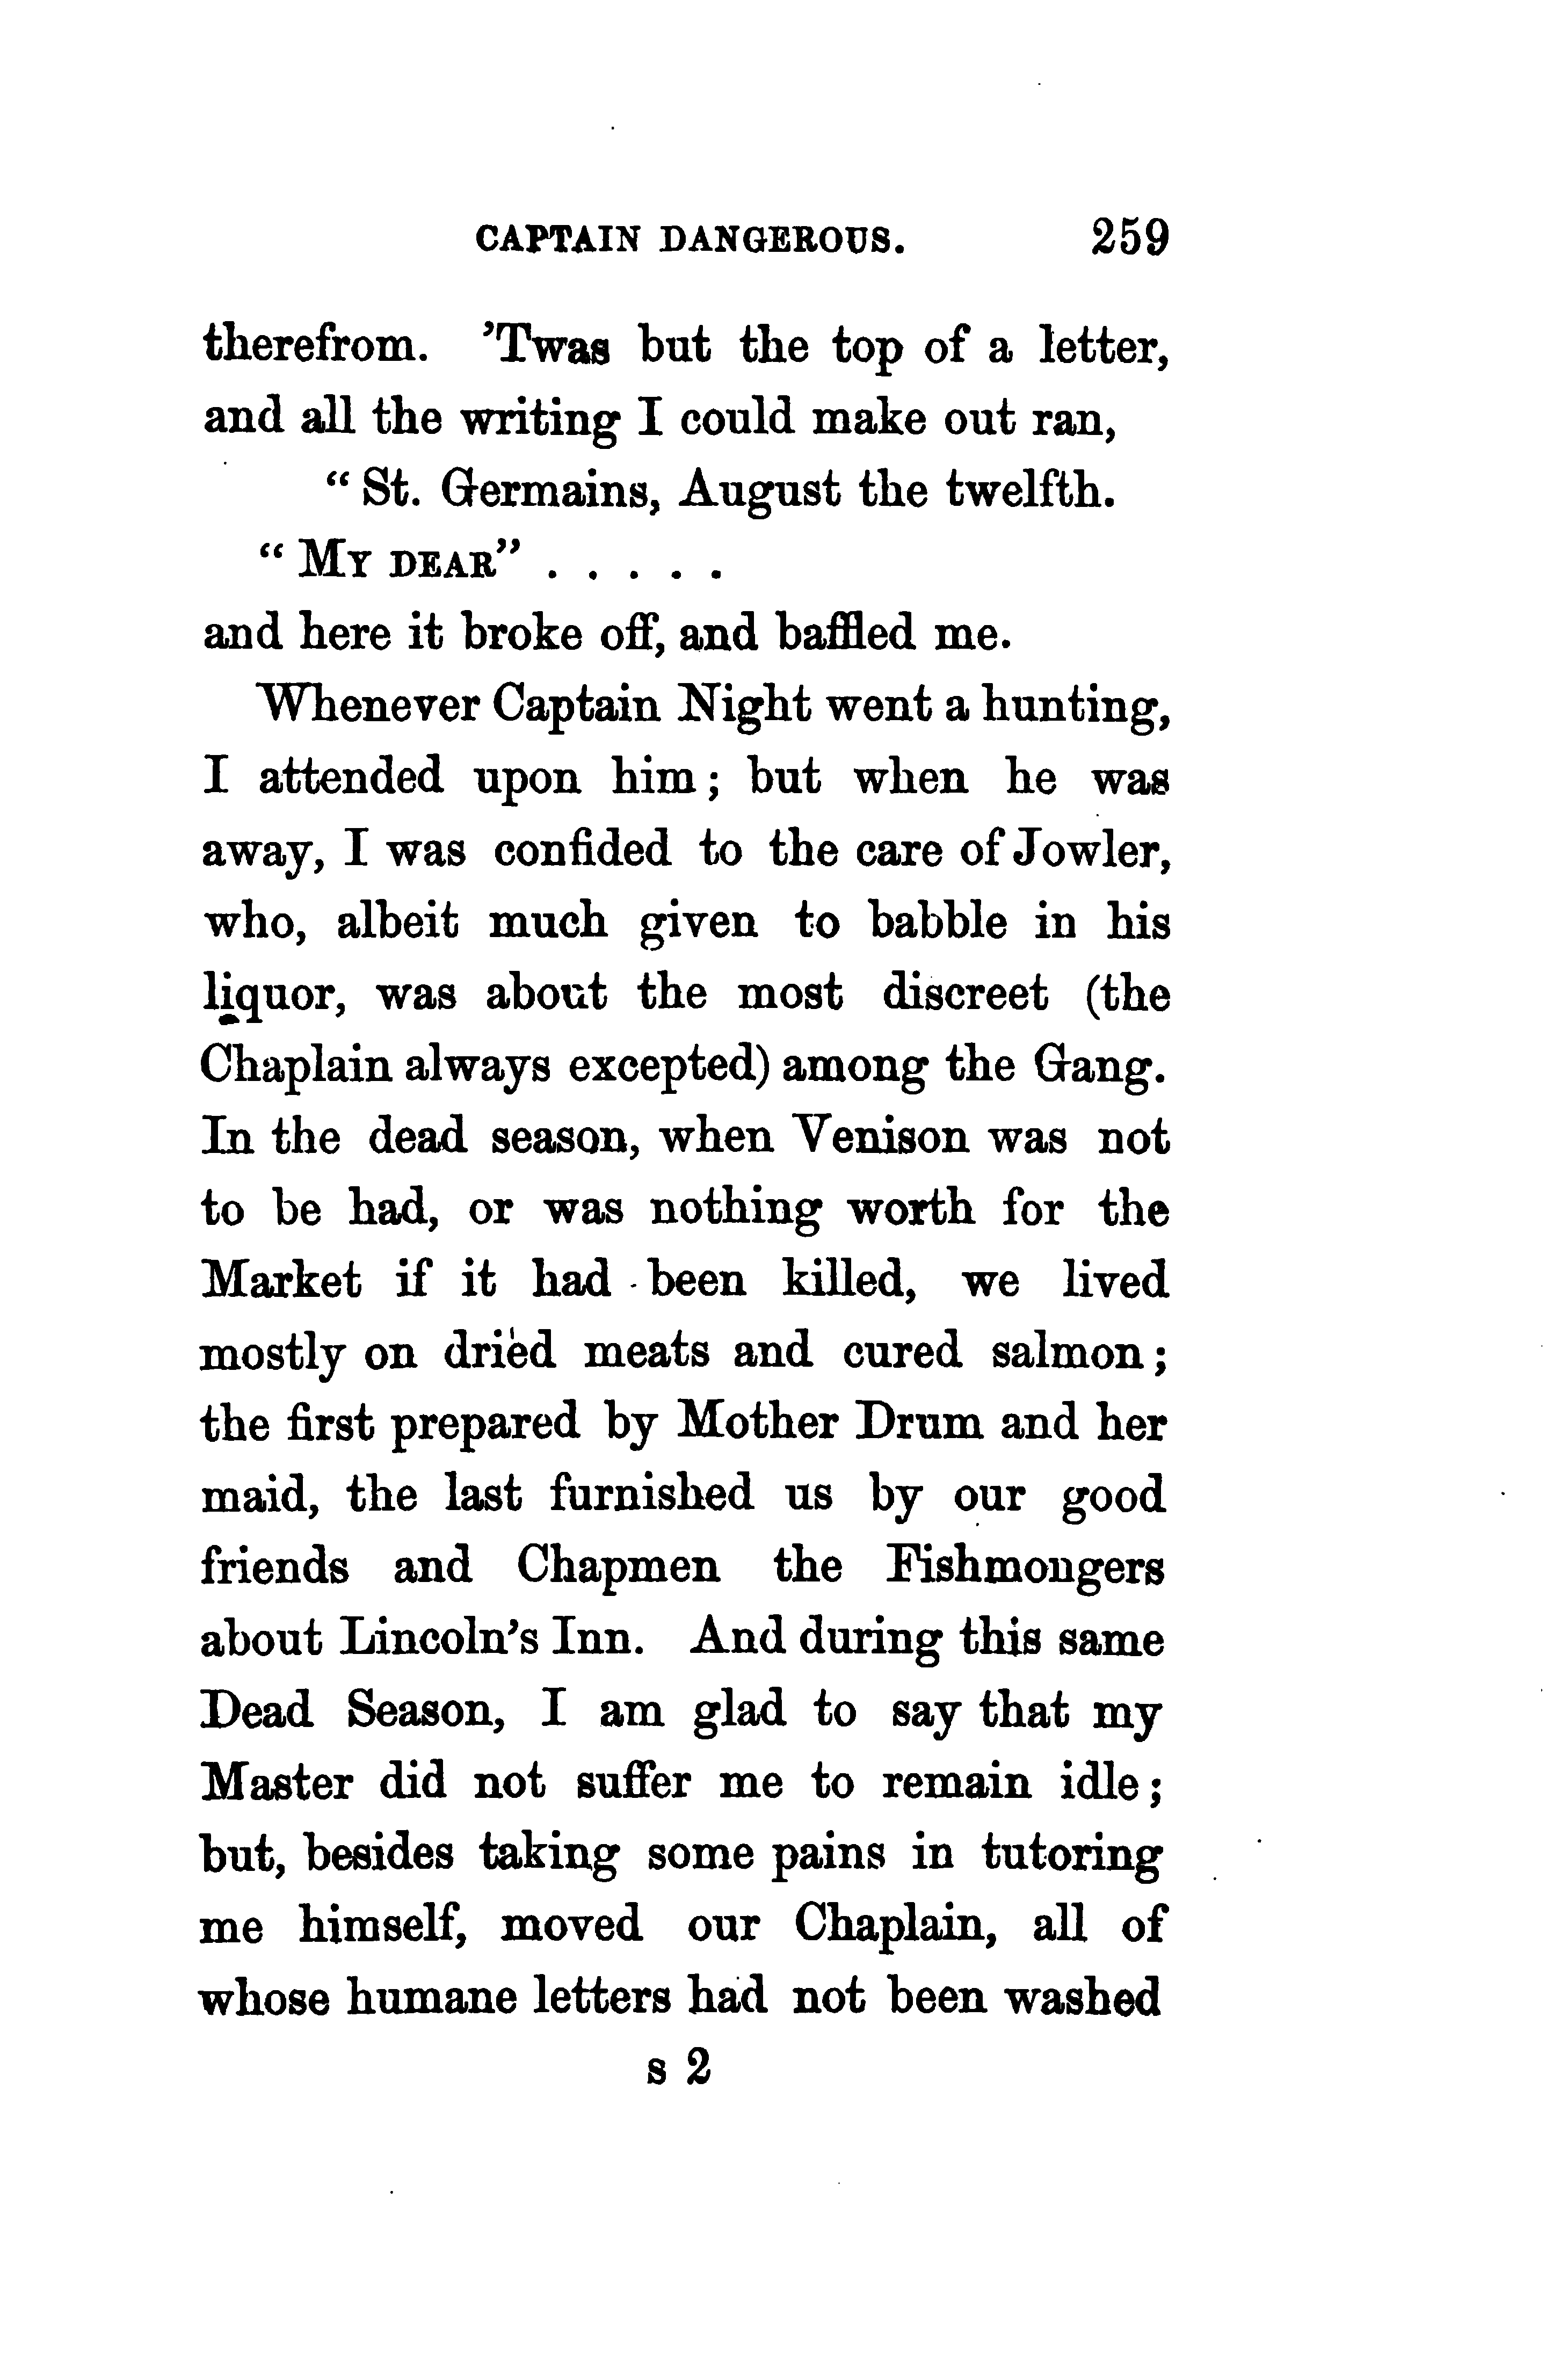 CAPTAIN DANGEROUS. 259
therefrom. ’Twas but the top of a letter,
and all the writing I could make out ran,
“ St. Germains, August the twelfth.
“ MY DEAR” . . . . .
and here it broke off, and baffled me.
Whenever Captain Night went a hunting,
I attended upon him ; but when he was
away, I was confided to the care of Jowler,
who, albeit much given to babble in his
liquor, was about the most discreet (the
Chaplain always excepted) among the Gang.
In the dead season, when Venison was not
to be had, or was nothing worth for the
Market if it had been killed, we lived
mostly on dried meats and cured salmon ;
the first prepared by Mother Drum and her
maid, the last furnished us by our good
friends and Chapmen the Fishmongers
about Lincoln’s Inn. And during this same
Dead Season, I am glad to say that my
Master did not suffer me to remain idle ;
but, besides taking some pains in tutoring
me himself, moved our Chaplain, all of
whose humane letters had not been washed
s 2